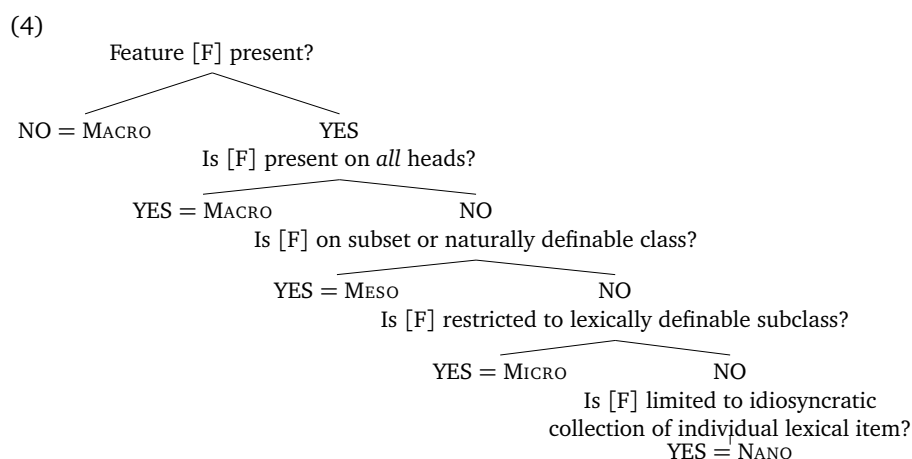 (4)
Feature [F] present?
NO = MACRO YES
Is [F] present on all heads?
YES = MACRO NO
Is [F] on subset or naturally definable class?
YES = MESO NO
Is [F] restricted to lexically definable subclass?
YES = MICRO NO
Is [F] limited to idiosyncratic
collection of individual lexical item?
YES = NANO